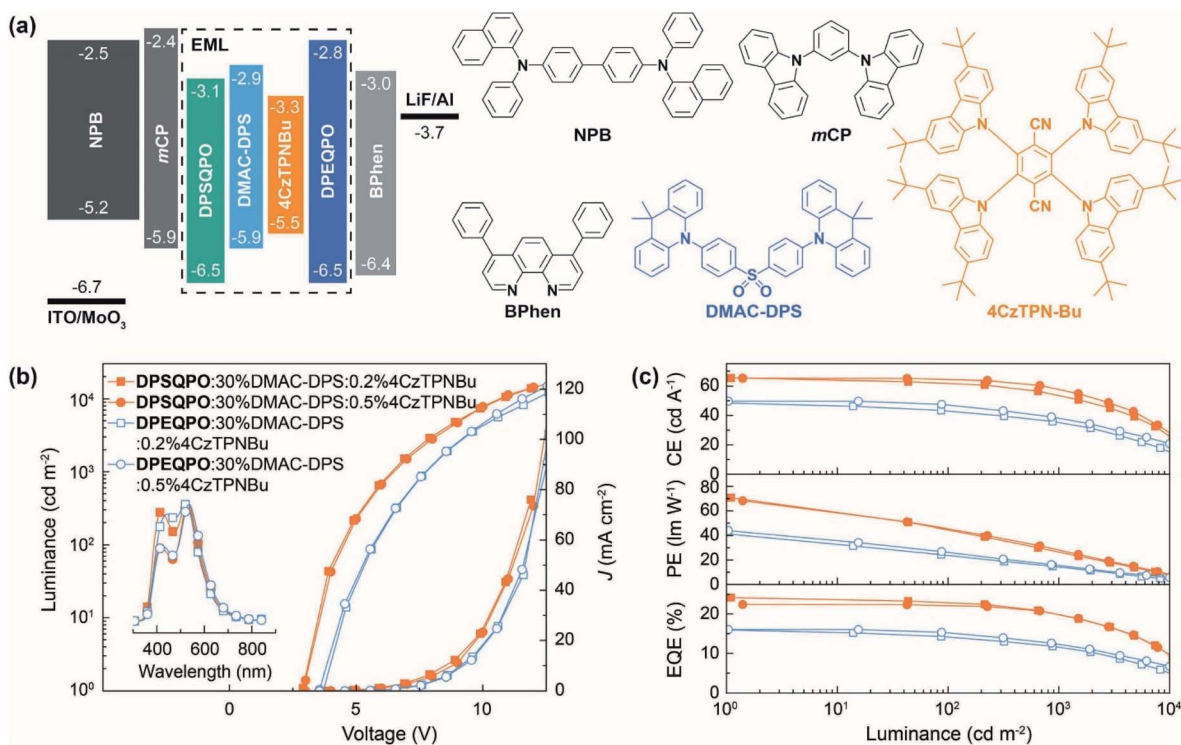 (a)
EML
-2.5
NPB
-5.2
-2.4
mCP
-5.9
-3.1
DPSQPO
-6.5
-2.9
DMAC-DPS
-5.9
-3.3
4CzTPNBu
-5.5
-2.8
DPEQPO
-6.5
-3.0
BPhen
-6.4
LiF/Al
-3.7
-6.7
ITO/MoO3
N
N
NPB
N
N
mCP
N
N
BPhen
N
N
S
O
O
DMAC-DPS
N
N
CN
CN
N
N
4CzTPN-Bu
(b)
DPSQPO:30%DMAC-DPS:0.2%4CzTPNBu
DPSQPO:30%DMAC-DPS:0.5%4CzTPNBu
DPEQPO:30%DMAC-DPS
:0.2%4CzTPNBu
DPEQPO:30%DMAC-DPS
:0.5%4CzTPNBu
Luminance (cd m-2)
10^4
10^3
10^2
10^1
10^0
0
5
10
Voltage (V)
120
100
80
60
40
20
0
J (mA cm-2)
400
600
800
Wavelength (nm)
(c)
CE (cd A-1)
60
40
20
0
PE (lm W-1)
80
60
40
20
0
EQE (%)
20
10
0
10^0
10^1
10^2
10^3
10^4
Luminance (cd m-2)